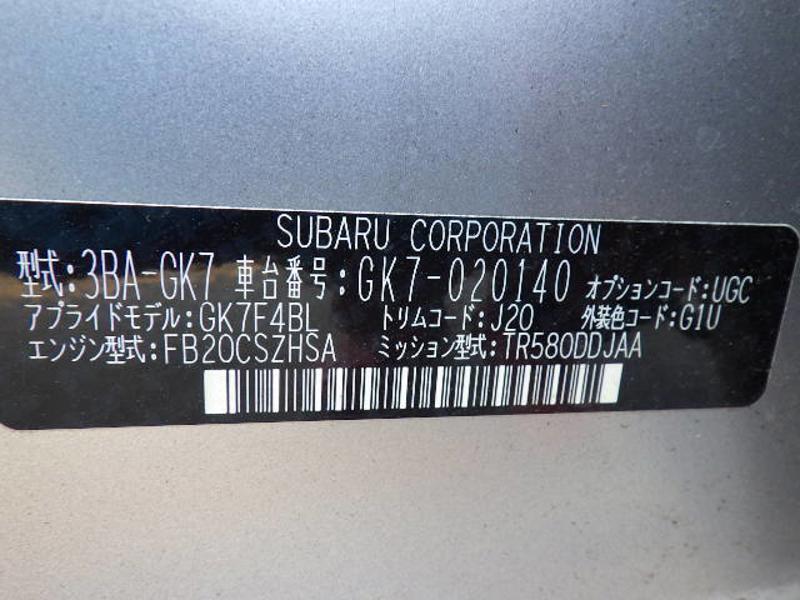 SUBARU CORPORATION
型式:3BA-GK7 車台番号:GK7-020140 オプションコード:UGC
アプライドモデル:GK7F4BL トリムコード:J20 外装色コード:G1U
エンジン型式:FB20CSZHSA ミッション型式:TR580DDJAA